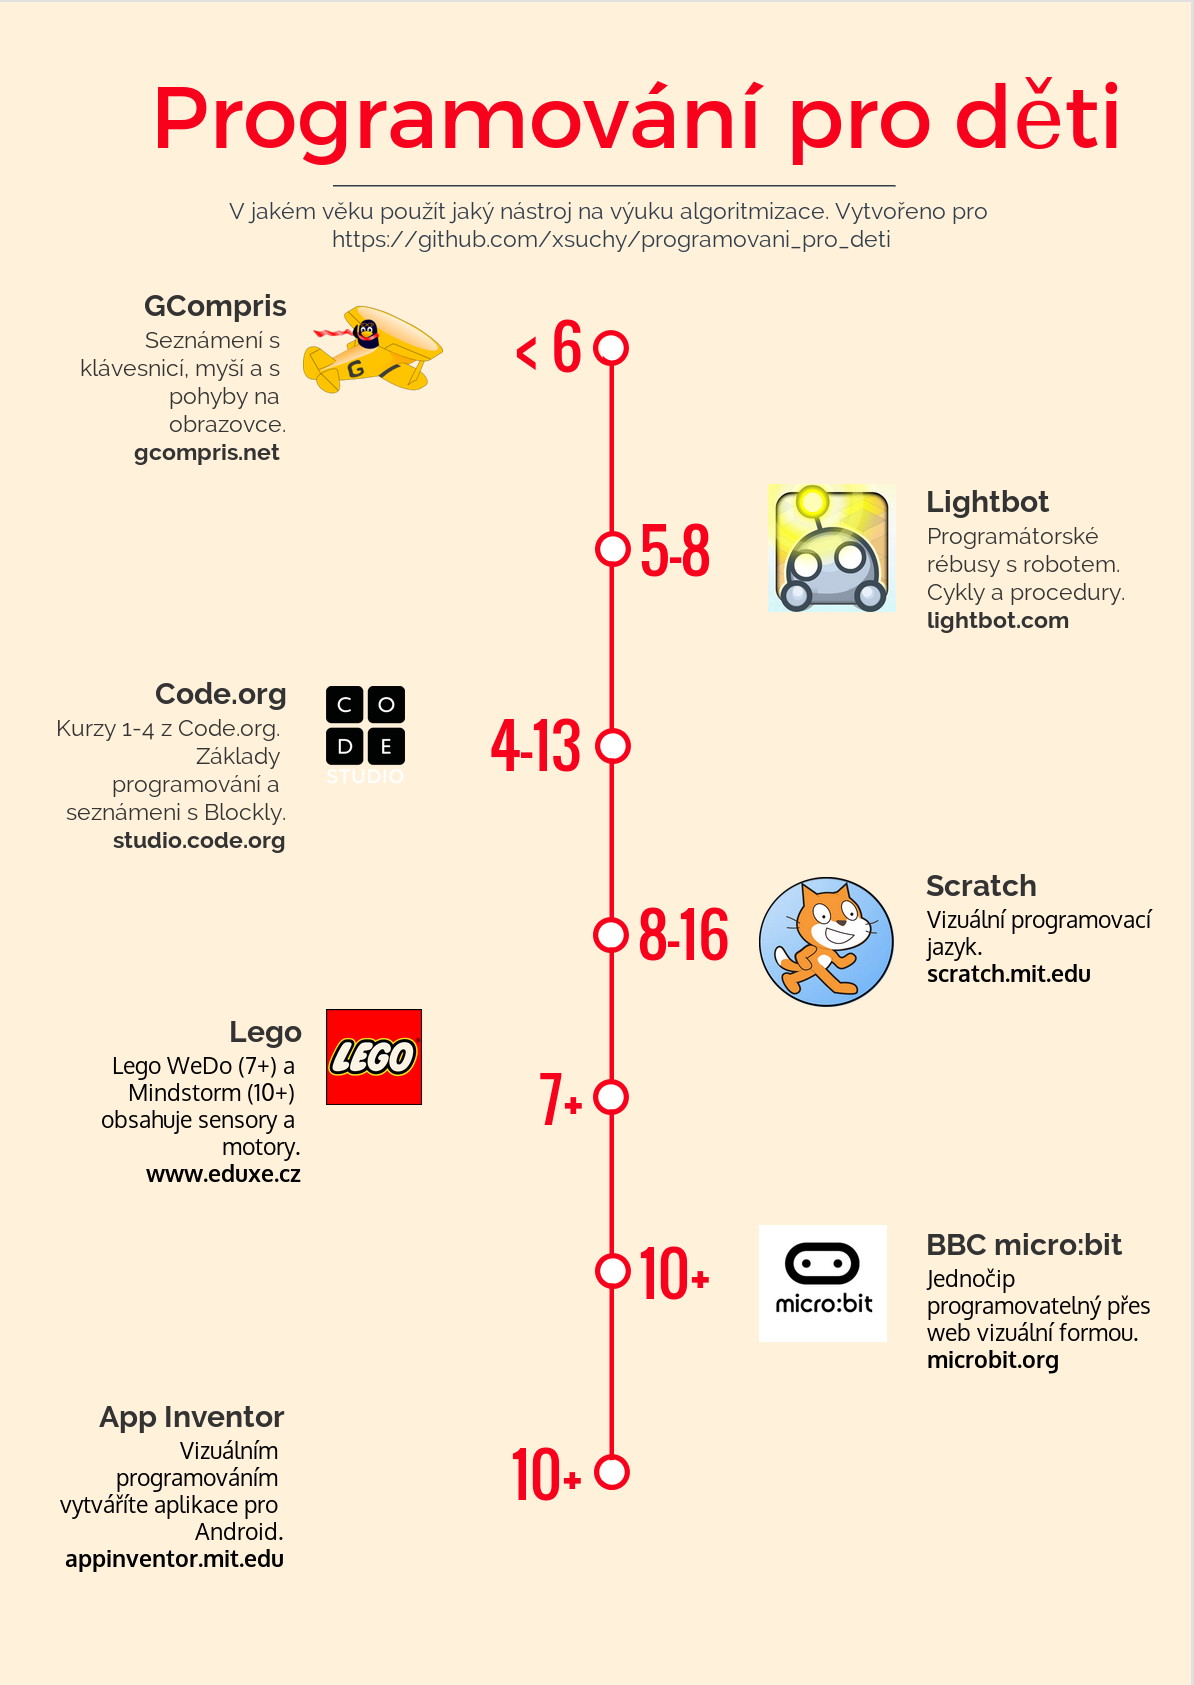 Programování pro děti
V jakém věku použít jaký nástroj na výuku algoritmizace. Vytvořeno pro
https://github.com/xsuchy/programovani_pro_deti
GCompris
Seznámení s
klávesnicí, myší a s
pohyby na
obrazovce.
gcompris.net
G
< 6
5-8
Lightbot
Programátorské
rébusy s robotem.
Cykly a procedury.
lightbot.com
Code.org
Kurzy 1-4 z Code.org.
Základy
programování a
seznámeni s Blockly.
studio.code.org
C O
D E
STUDIO
4-13
8-16
Scratch
Vizuální programovací
jazyk.
scratch.mit.edu
Lego
Lego WeDo (7+) a
Mindstorm (10+)
obsahuje sensory a
motory.
www.eduxe.cz
LEGO
7+
10+
micro:bit
BBC micro:bit
Jednočip
programovatelný přes
web vizuální formou.
microbit.org
App Inventor
Vizuálním
programováním
vytváříte aplikace pro
Android.
appinventor.mit.edu
10+